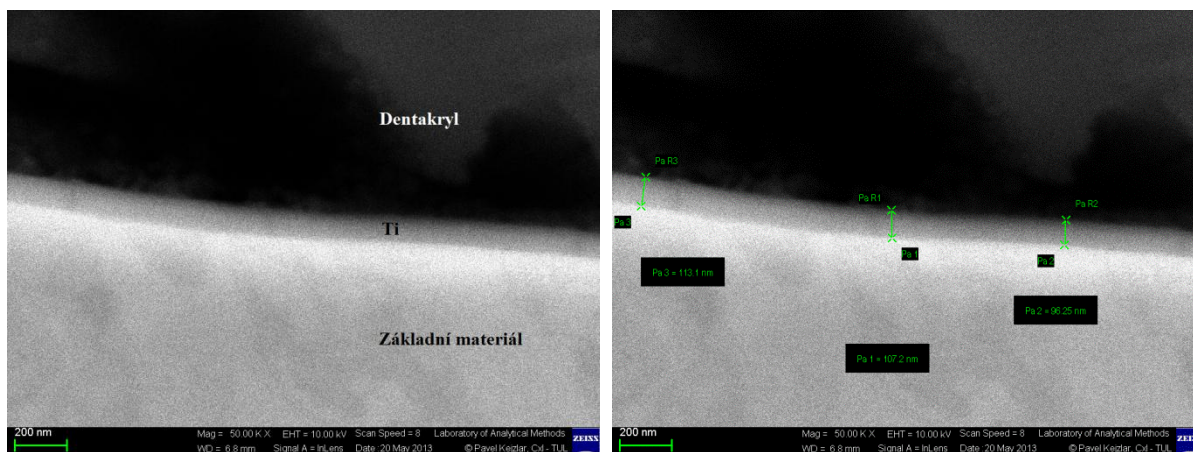 Dentakryl
Ti
Základní materiál
200 nm
Mag = 50.00 K X EHT = 10.00 kV Scan Speed = 8 Laboratory of Analytical Methods
WD = 6.8 mm Signal A = InLens Date :20 May 2013 © Pavel Kejzlar, CxI - TUL
ZEISS
Pa R3
Pa R1
Pa R2
Pa 3
Pa 1
Pa 2
Pa 3 = 113.1 nm
Pa 2 = 96.25 nm
Pa 1 = 107.2 nm
200 nm
Mag = 50.00 K X EHT = 10.00 kV Scan Speed = 8 Laboratory of Analytical Methods
WD = 6.8 mm Signal A = InLens Date :20 May 2013 © Pavel Kejzlar, CxI - TUL
ZEISS